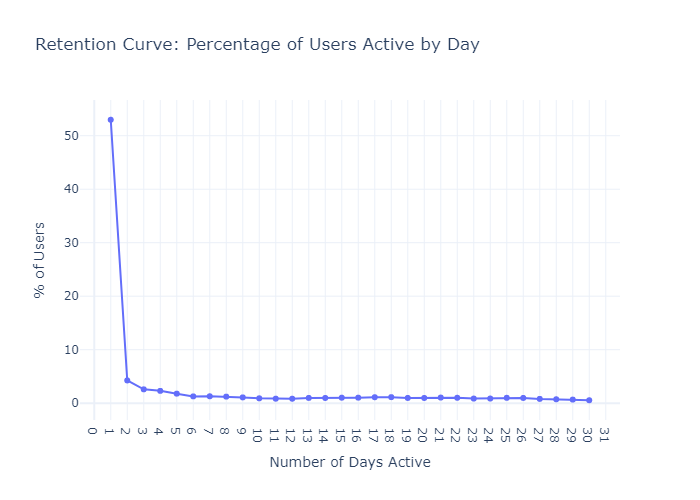 Retention Curve: Percentage of Users Active by Day
50
40
30
20
10
0
% of Users
0 1 2 3 4 5 6 7 8 9 10 11 12 13 14 15 16 17 18 19 20 21 22 23 24 25 26 27 28 29 30 31
Number of Days Active